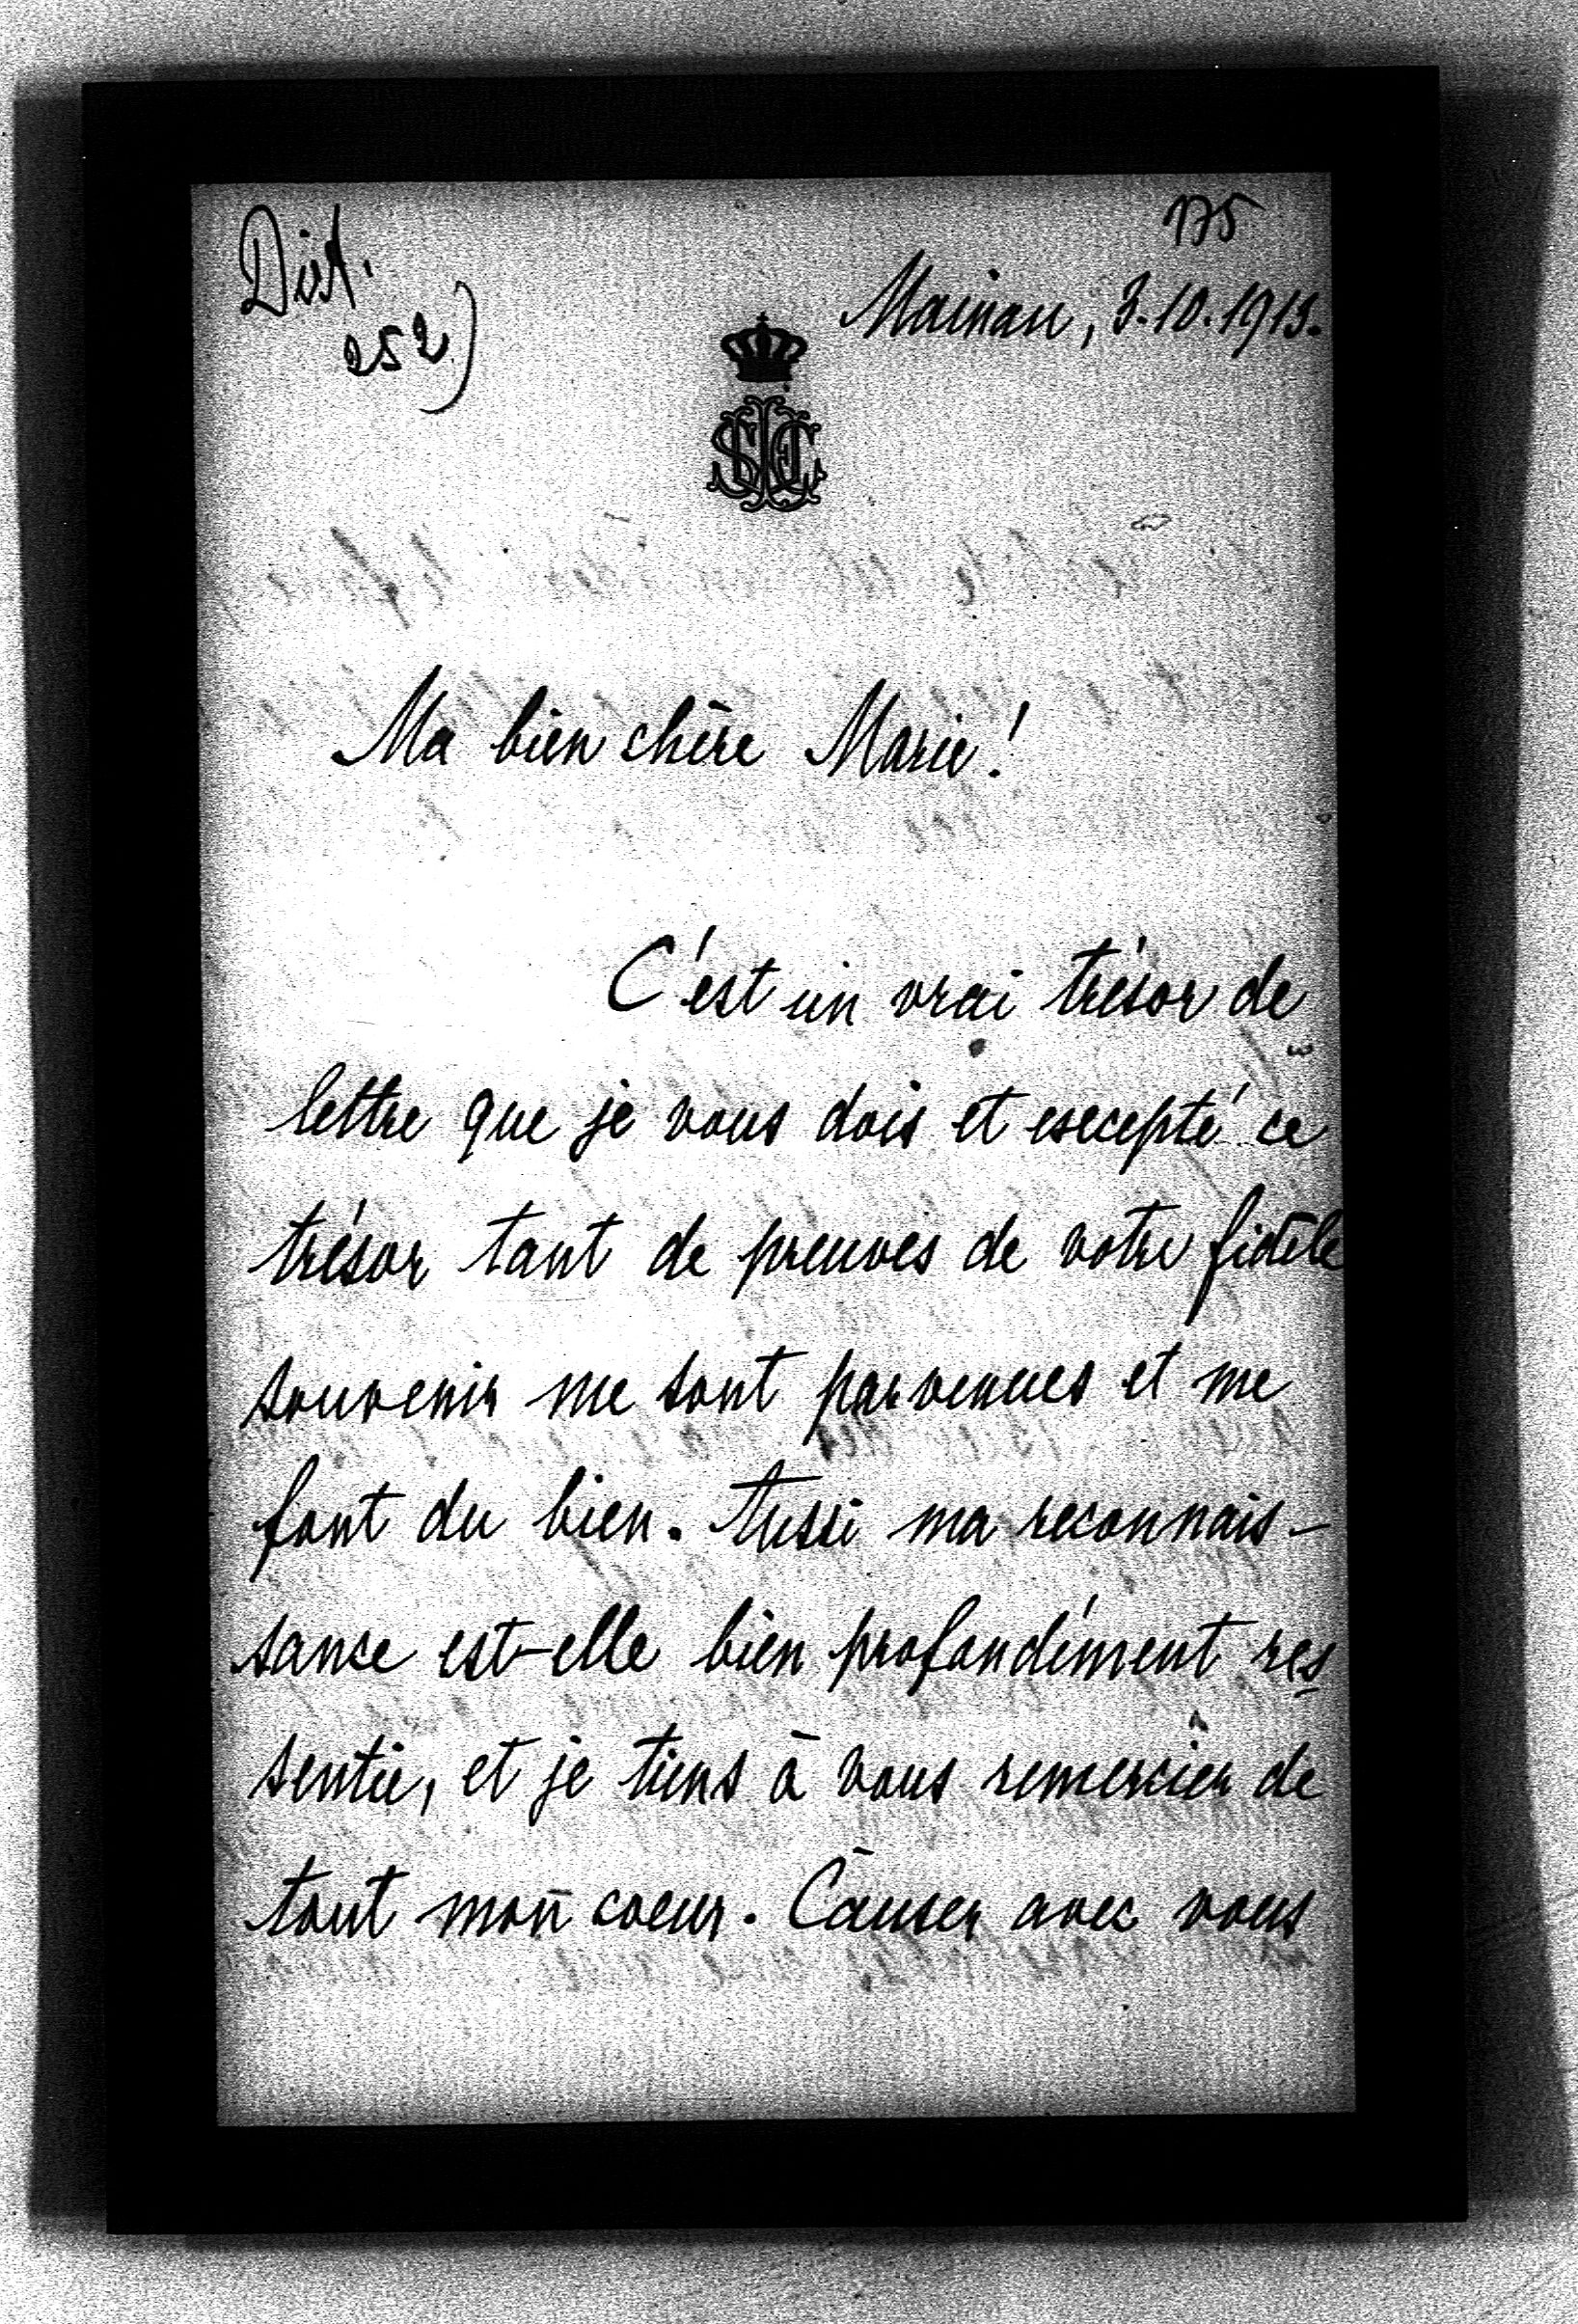 Dikt.
252)
175
Mainau, 3.10.1913.
Ma bien chère Marie!
C'est un vrai trésor de
lettre que je vous dois et excepté ce
trésor tant de preuves de votre fidèle
souvenir me sont parvenues et me
font du bien. Aussi ma reconnais-
sance est-elle bien profondément res
sentie, et je tiens à vous remercier de
tout mon coeur. Causer avec vous